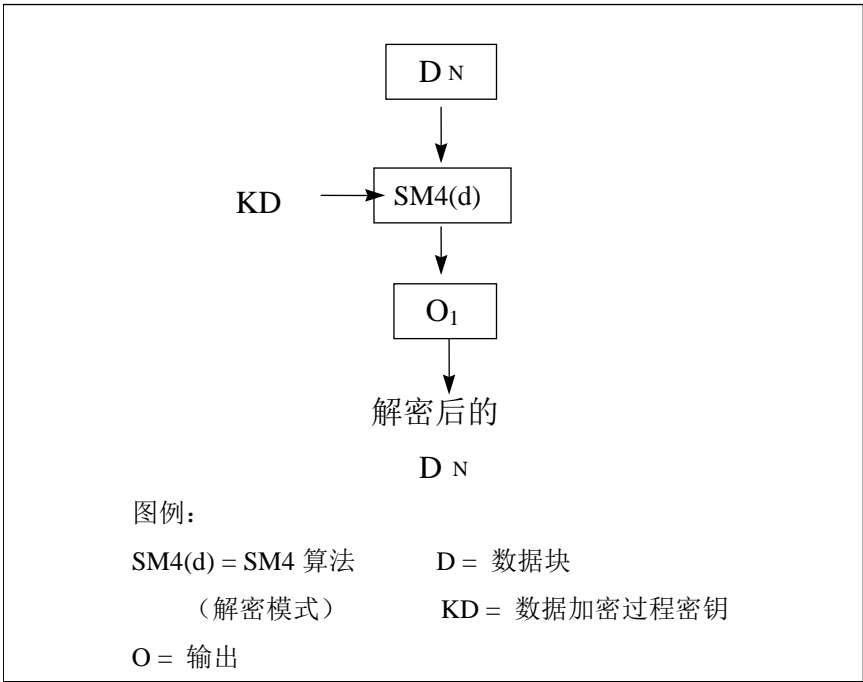 D N
KD SM4(d)
O₁
解密后的
D N
图例：
SM4(d) = SM4 算法 D = 数据块
（解密模式） KD = 数据加密过程密钥
O = 输出